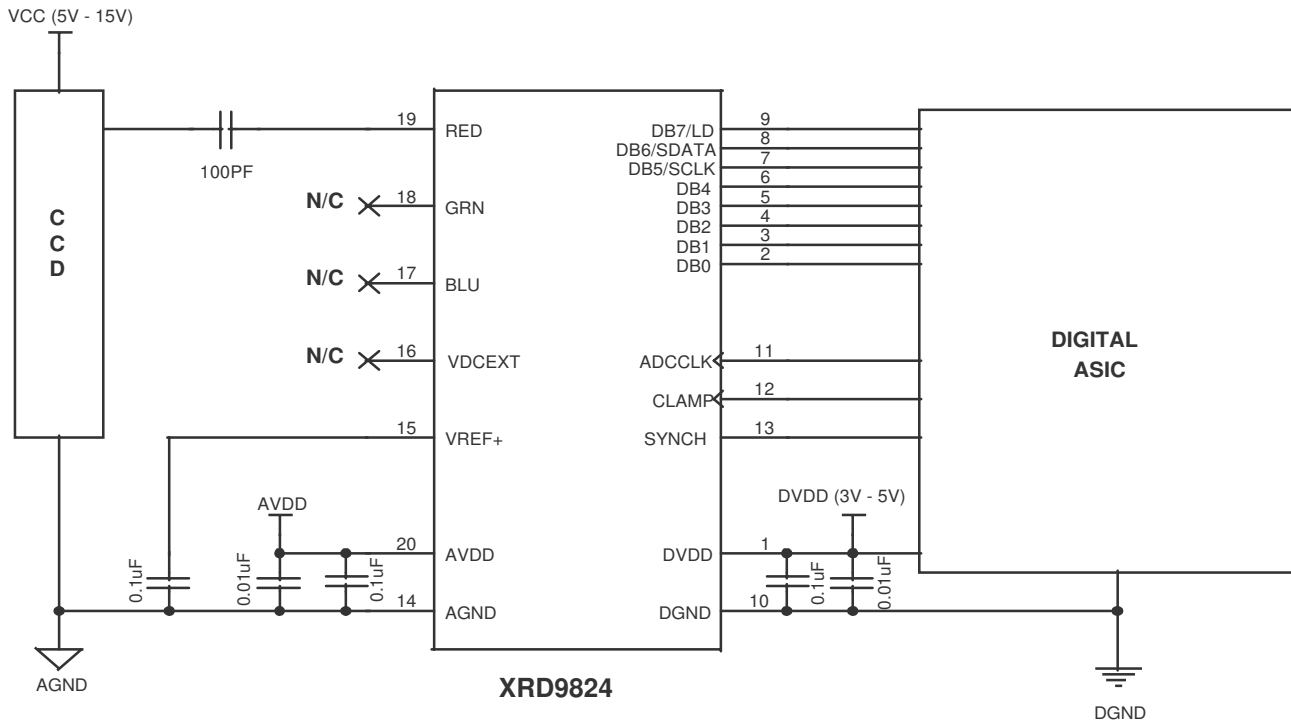 VCC (5V - 15V)
C
C
D
100PF
19
RED
N/C
18
GRN
N/C
17
BLU
N/C
16
VDCEXT
15
VREF+
AVDD
20
AVDD
14
AGND
0.1uF
0.01uF
0.1uF
AGND
DB7/LD
9
DB6/SDATA
8
DB5/SCLK
7
DB4
6
DB3
5
DB2
4
DB1
3
DB0
2
ADCCLK
11
CLAMP
12
SYNCH
13
DVDD (3V - 5V)
DVDD
1
DGND
10
0.1uF
0.01uF
DIGITAL
ASIC
XRD9824
DGND